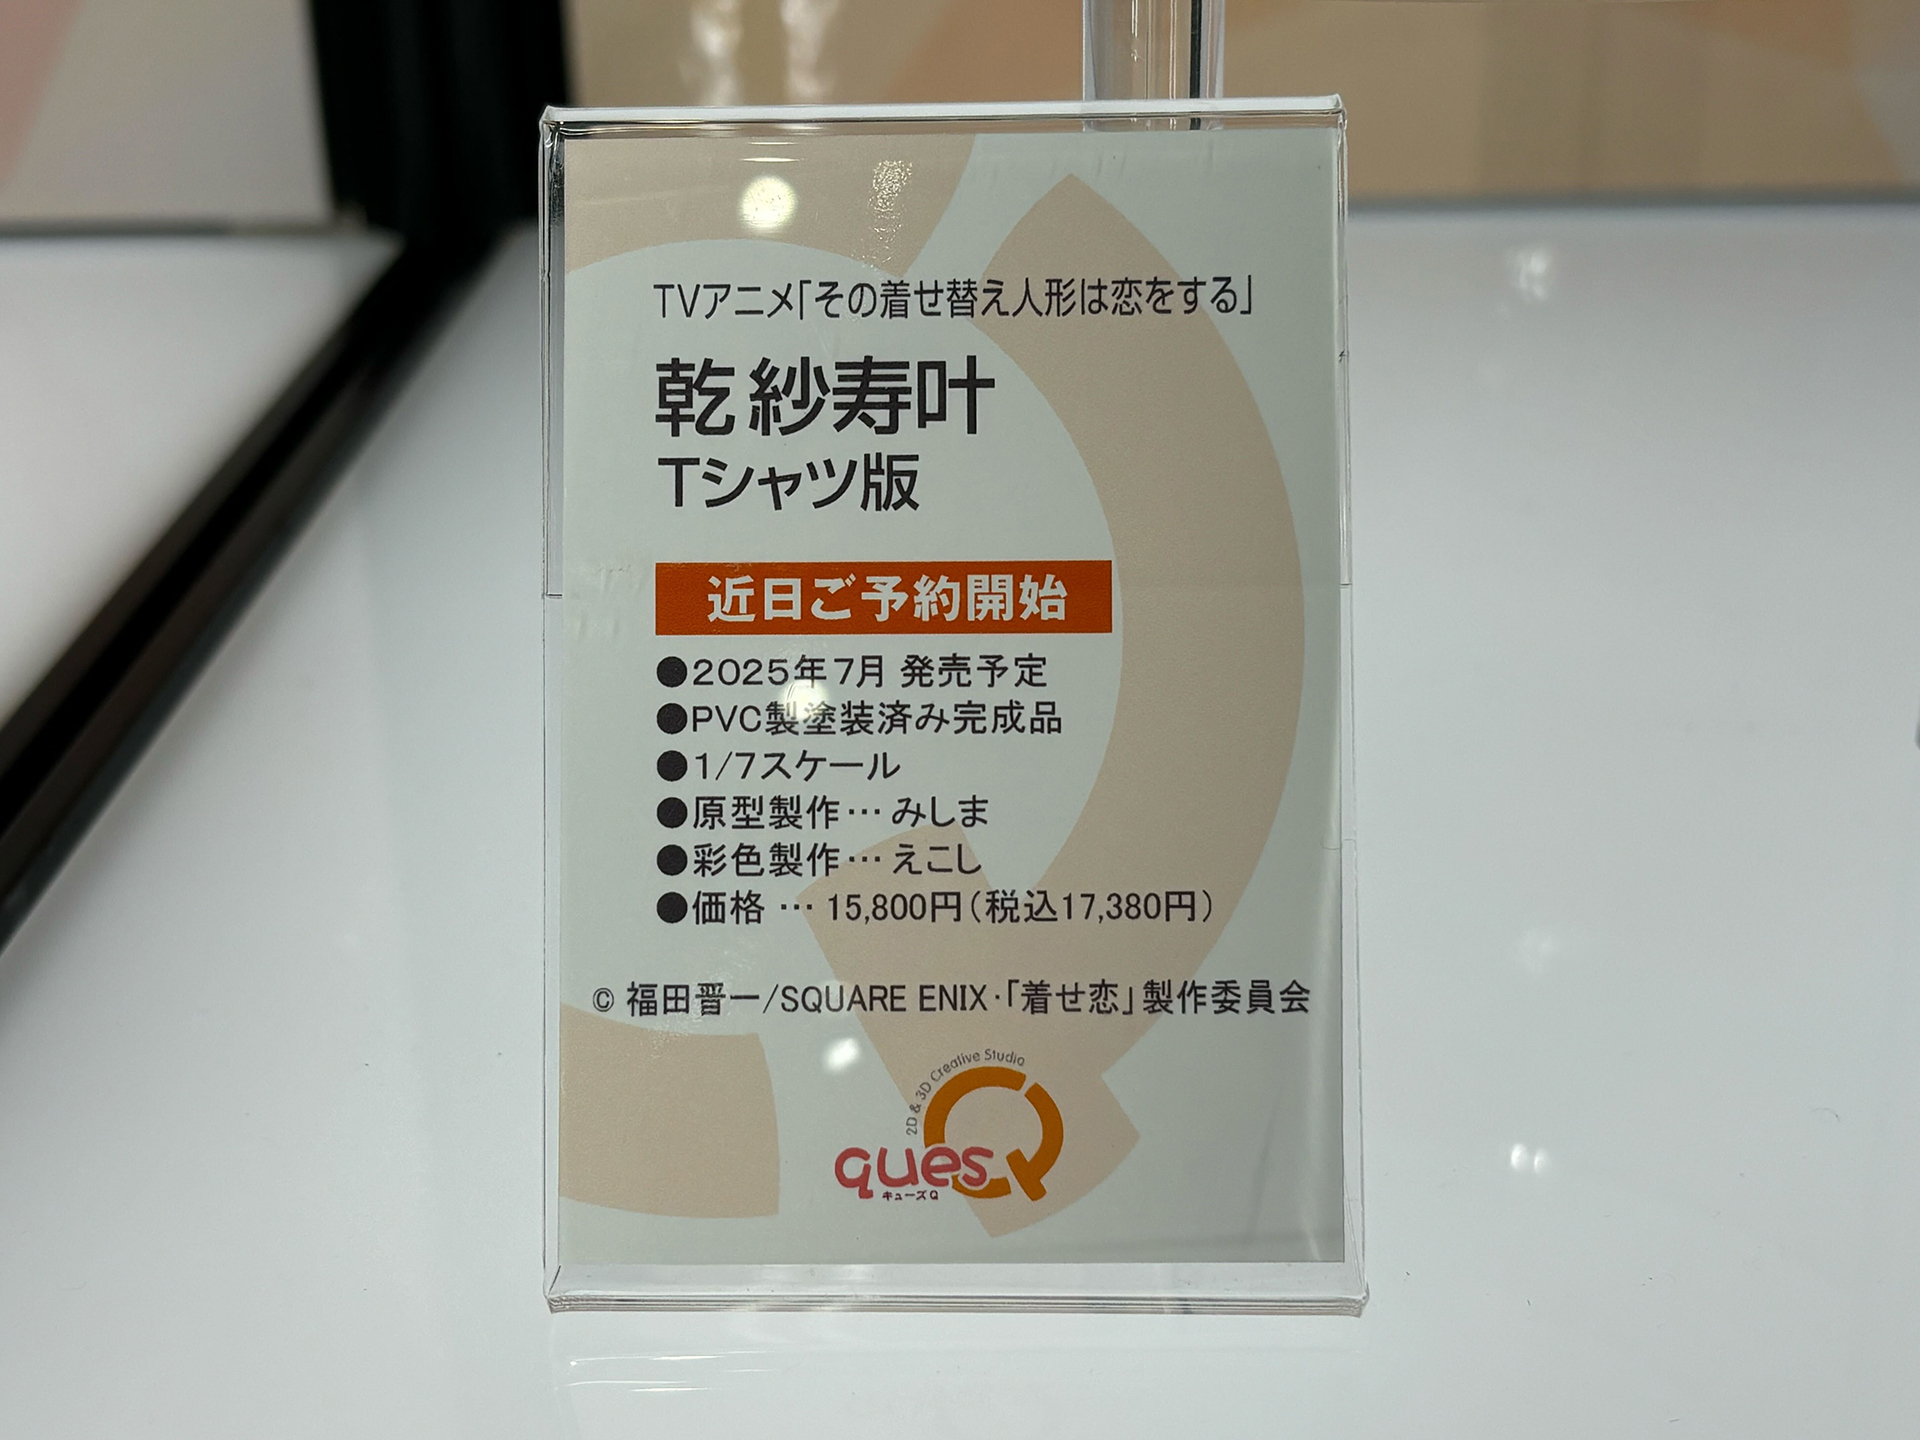 TVアニメ「その着せ替え人形は恋をする」
乾 紗寿叶
Tシャツ版
近日ご予約開始
●2025年7月 発売予定
●PVC製塗装済み完成品
●1/7スケール
●原型製作…みしま
●彩色製作…えこし
●価格 … 15,800円(税込17,380円)
© 福田晋一/SQUARE ENIX・「着せ恋」製作委員会
2D & 3D Creative Studio
quesQ
キューズQ